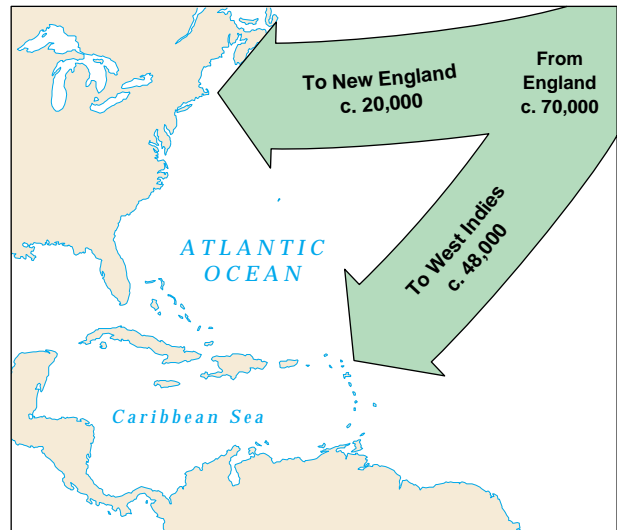 To New England
c. 20,000
From
England
c. 70,000
To West Indies
c. 48,000
ATLANTIC
OCEAN
Caribbean Sea